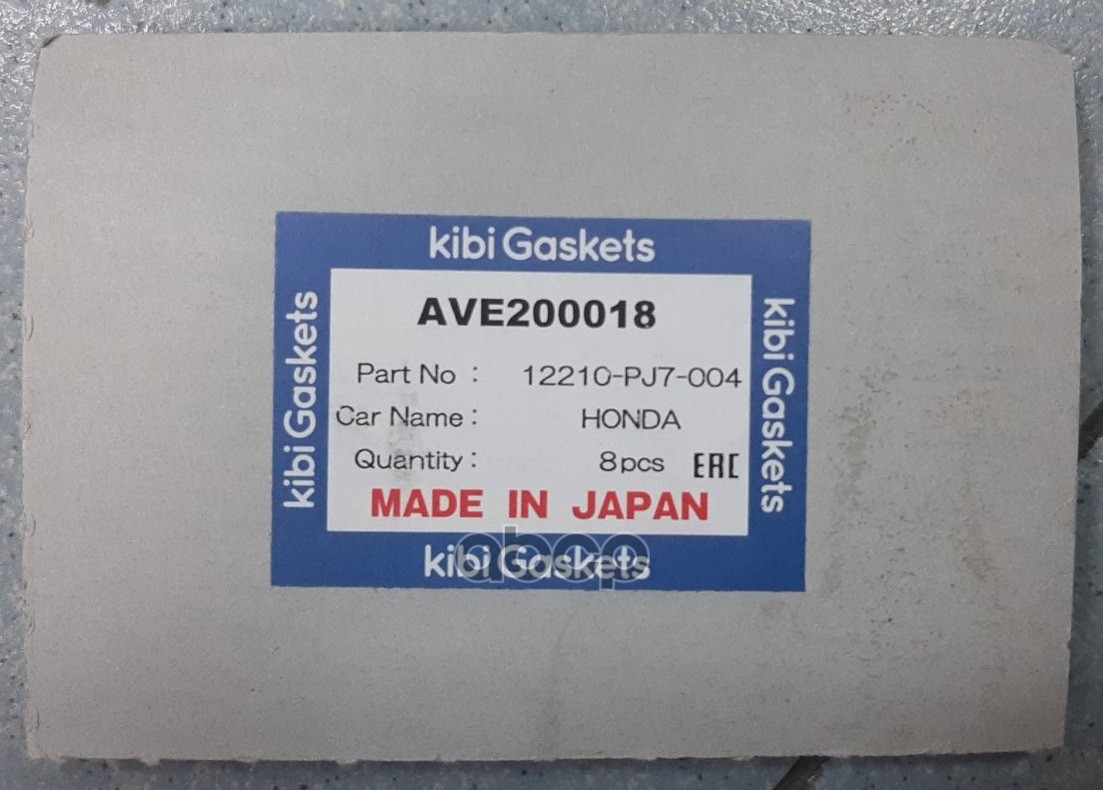 kibi Gaskets
kibi Gaskets
AVE200018
Part No : 12210-PJ7-004
Car Name : HONDA
Quantity : 8pcs EAC
MADE IN JAPAN
kibi Gaskets
kibi Gaskets
abcp